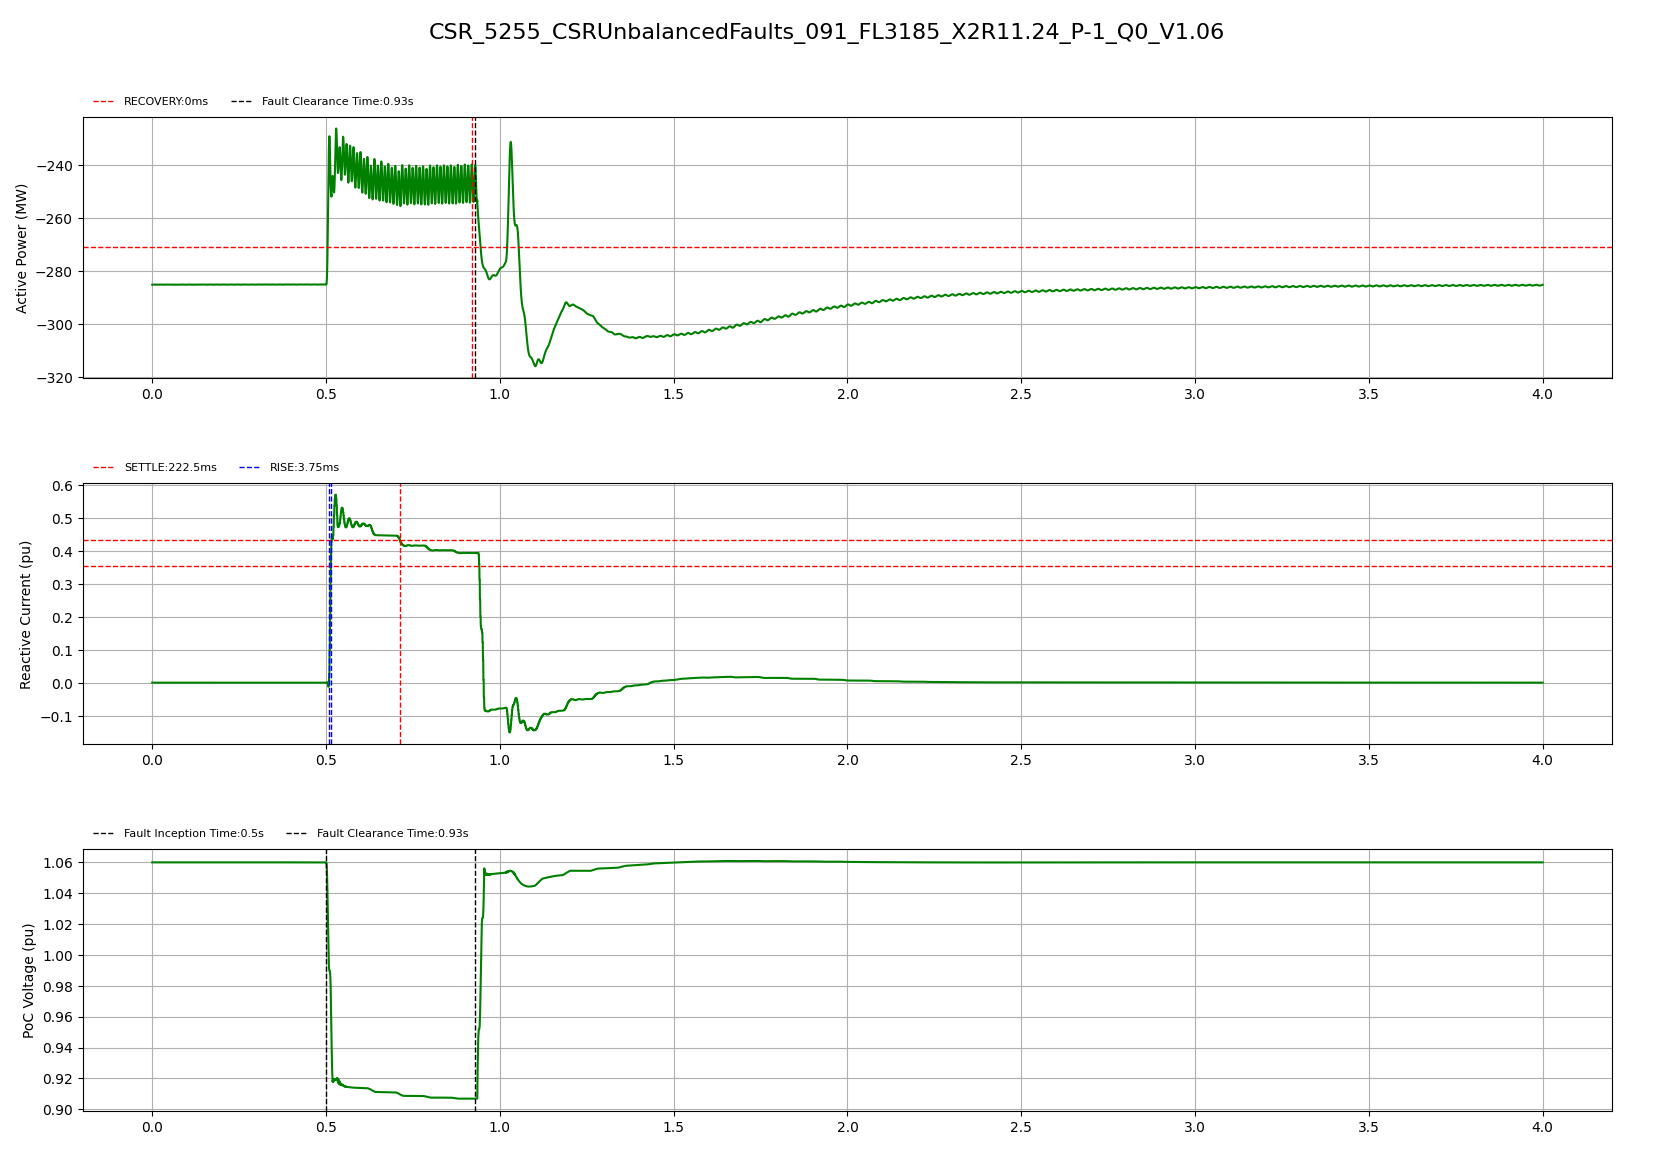 CSR_5255_CSRUnbalancedFaults_091_FL3185_X2R11.24_P-1_Q0_V1.06
RECOVERY:0ms Fault Clearance Time:0.93s
Active Power (MW)
−240
−260
−280
−300
−320
0.0 0.5 1.0 1.5 2.0 2.5 3.0 3.5 4.0
SETTLE:222.5ms RISE:3.75ms
Reactive Current (pu)
0.6
0.5
0.4
0.3
0.2
0.1
0.0
−0.1
0.0 0.5 1.0 1.5 2.0 2.5 3.0 3.5 4.0
Fault Inception Time:0.5s Fault Clearance Time:0.93s
PoC Voltage (pu)
1.06
1.04
1.02
1.00
0.98
0.96
0.94
0.92
0.90
0.0 0.5 1.0 1.5 2.0 2.5 3.0 3.5 4.0